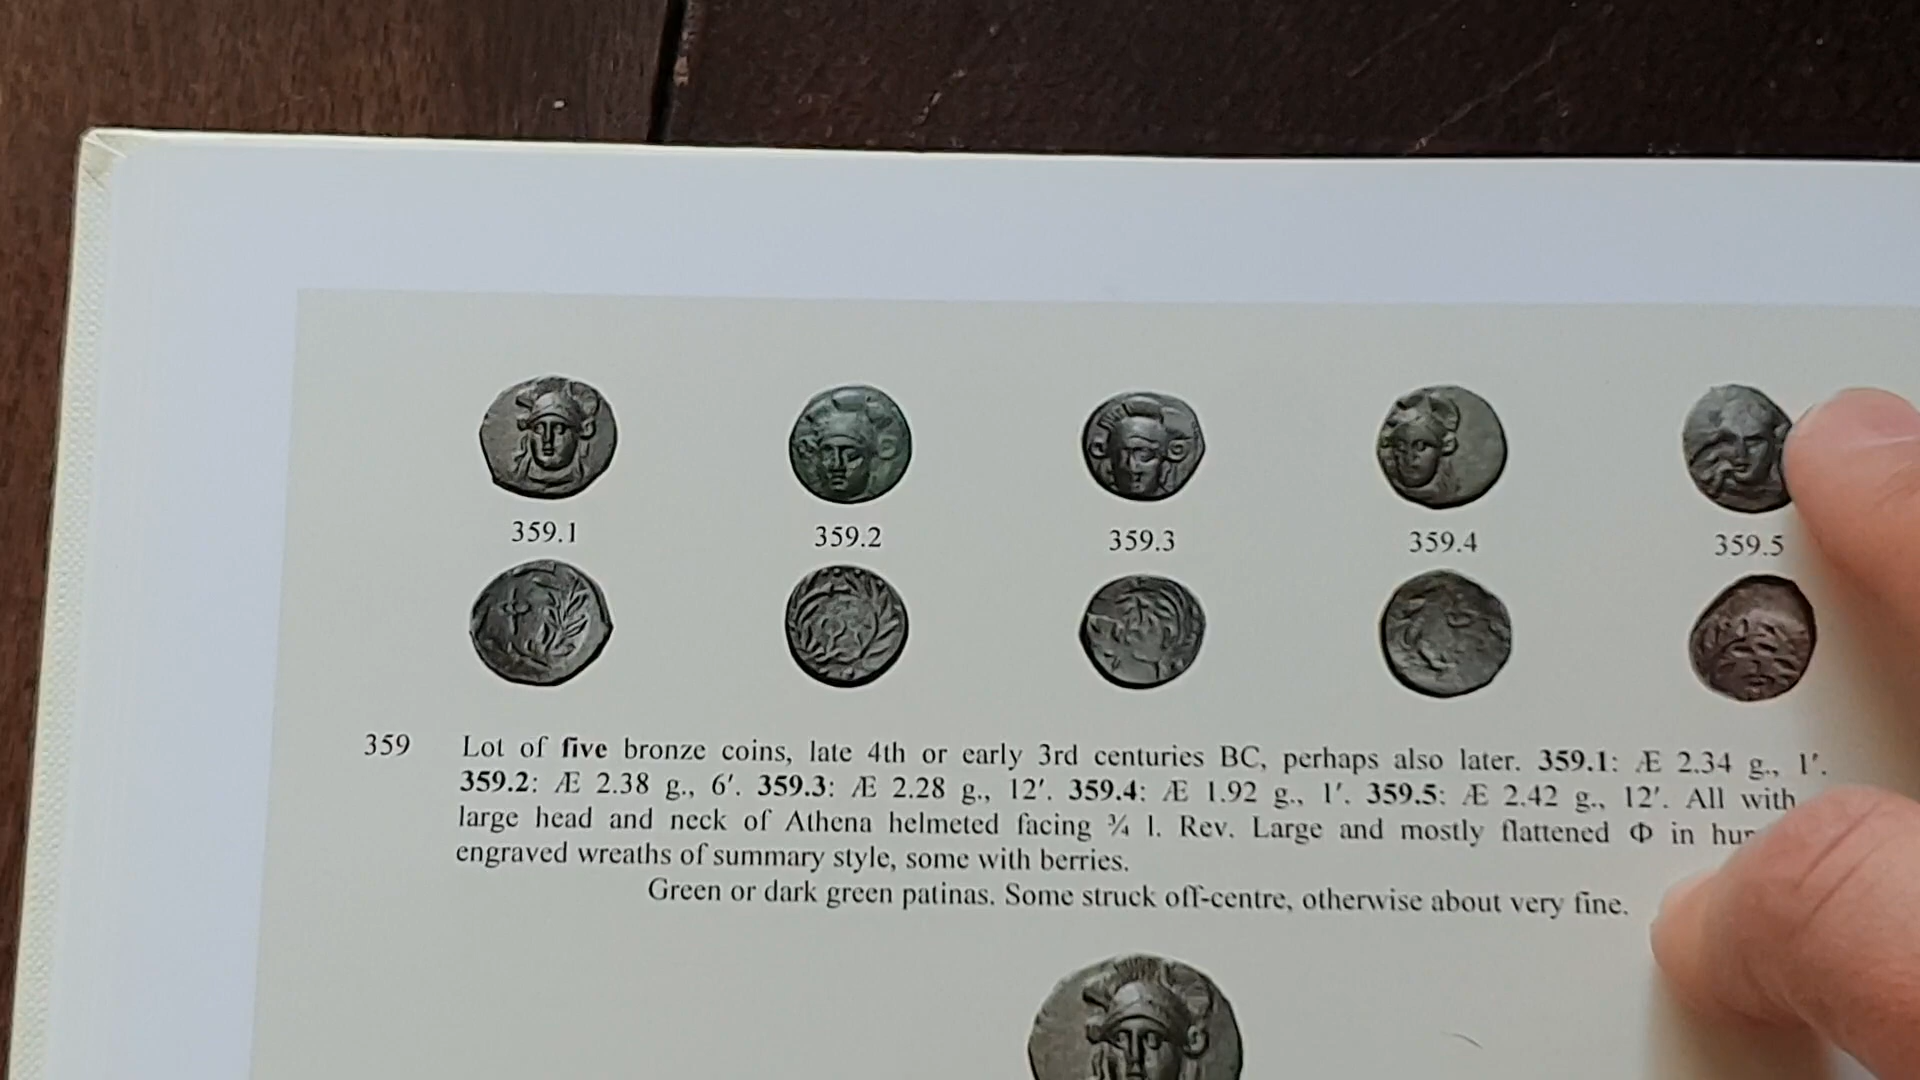 359.1 359.2 359.3 359.4 359.5
359 Lot of five bronze coins, late 4th or early 3rd centuries BC, perhaps also later. 359.1: Æ 2.34 g., 1′.
359.2: Æ 2.38 g., 6′. 359.3: Æ 2.28 g., 12′. 359.4: Æ 1.92 g., 1′. 359.5: Æ 2.42 g., 12′. All with
large head and neck of Athena helmeted facing ¾ l. Rev. Large and mostly flattened Φ in
engraved wreaths of summary style, some with berries.
Green or dark green patinas. Some struck off-centre, otherwise about very fine.